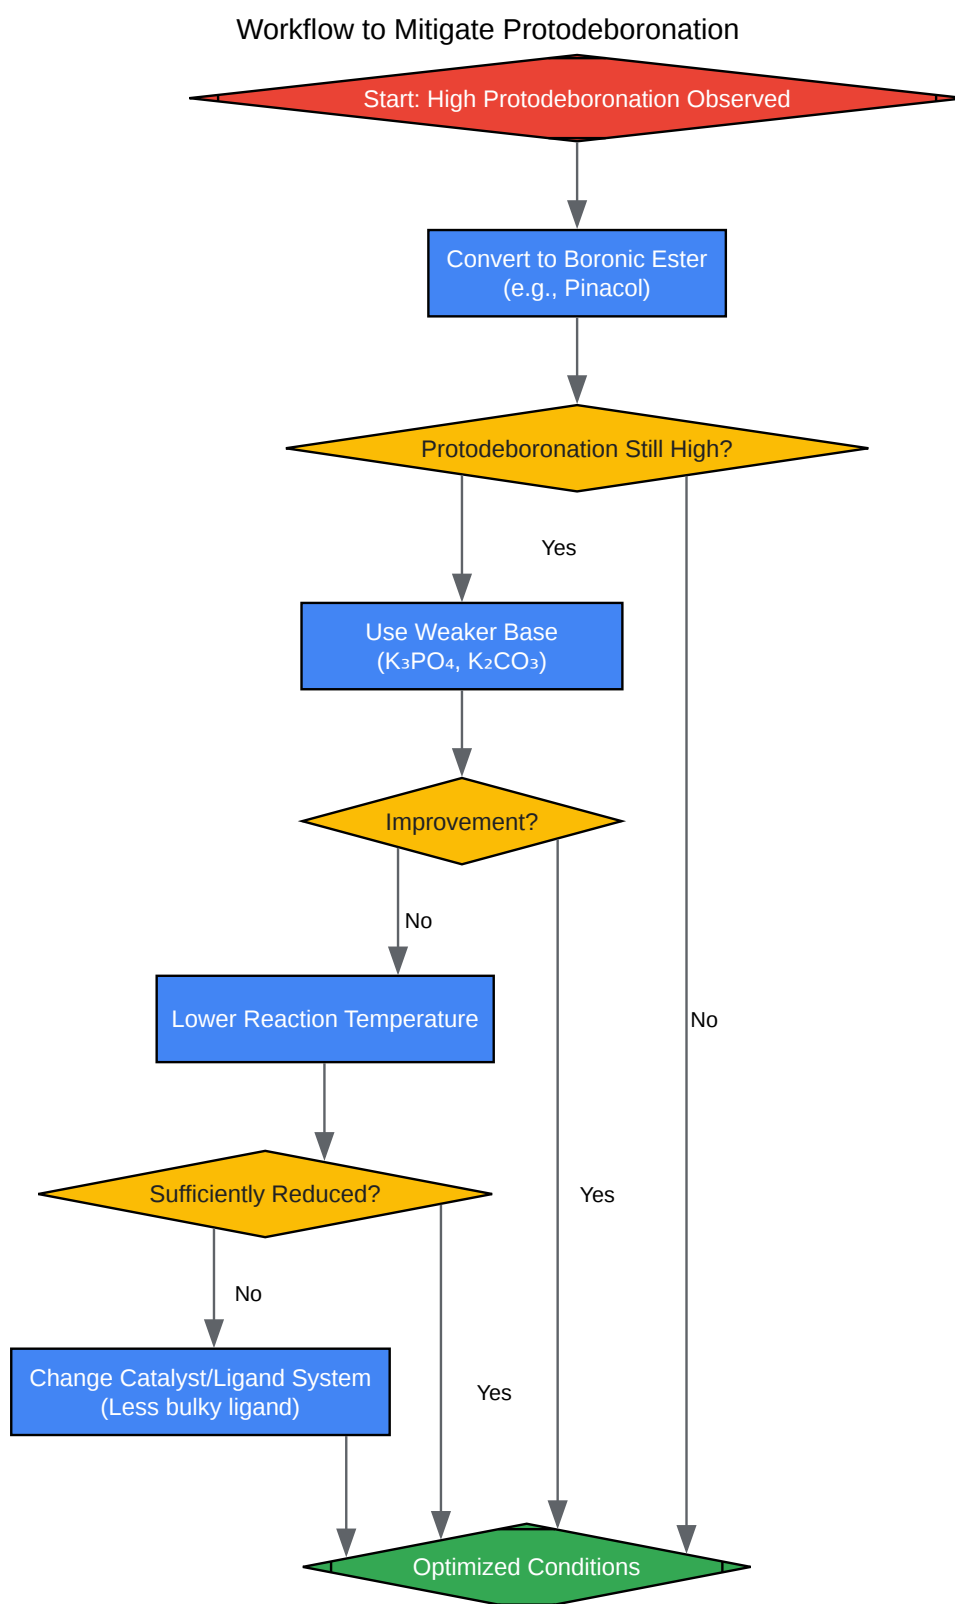 Workflow to Mitigate Protodeboronation
Start: High Protodeboronation Observed
Convert to Boronic Ester
(e.g., Pinacol)
Protodeboronation Still High?
Yes
Use Weaker Base
(K₃PO₄, K₂CO₃)
Improvement?
No
Lower Reaction Temperature
No
Sufficiently Reduced?
Yes
No
Change Catalyst/Ligand System
(Less bulky ligand)
Yes
Optimized Conditions